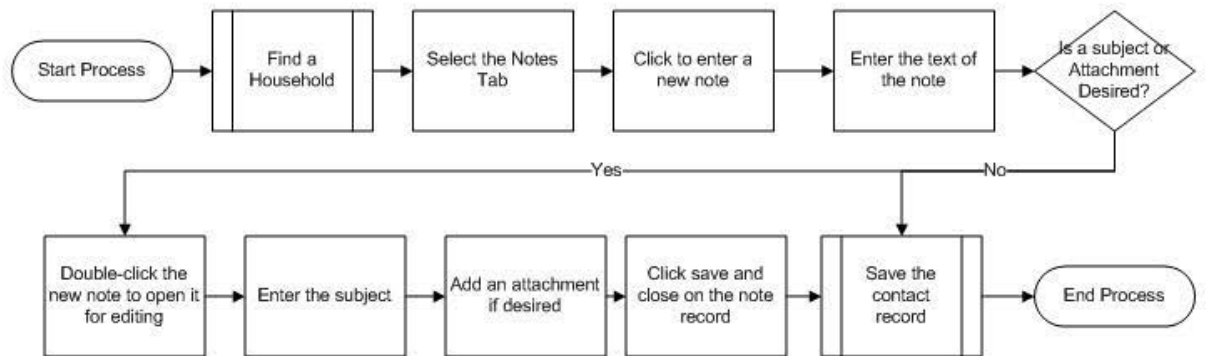 Start Process
Find a
Household
Select the Notes
Tab
Click to enter a
new note
Enter the text of
the note
Is a subject or
Attachment
Desired?
Yes
No
Double-click the
new note to open it
for editing
Enter the subject
Add an attachment
if desired
Click save and
close on the note
record
Save the
contact
record
End Process